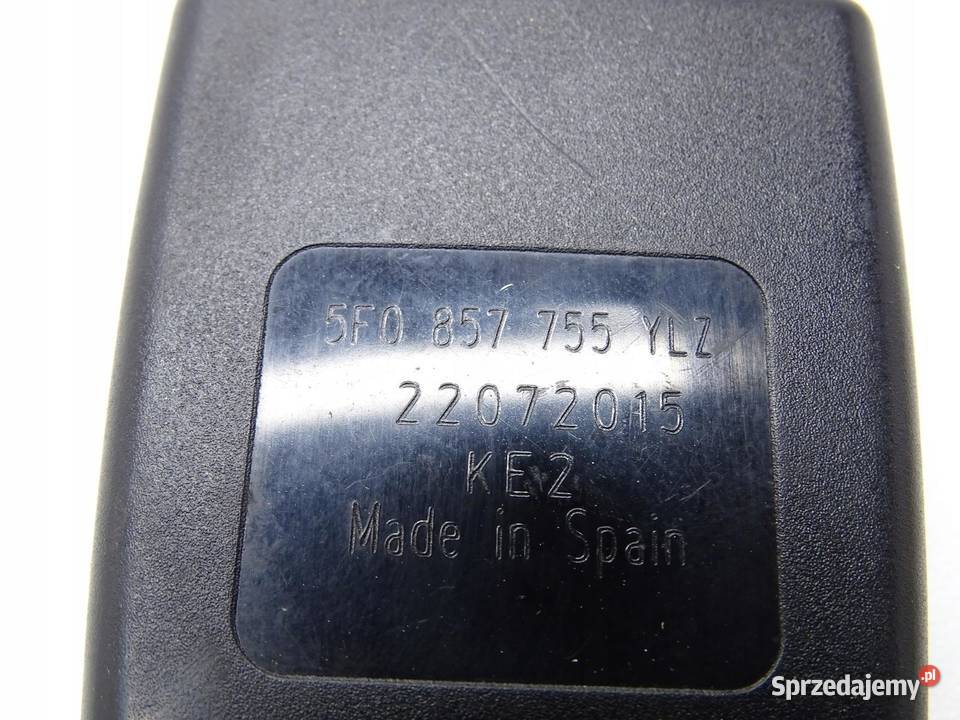 5F0 857 755 YLZ
22072015
KE2
Made in Spain
Sprzedajemy.pl